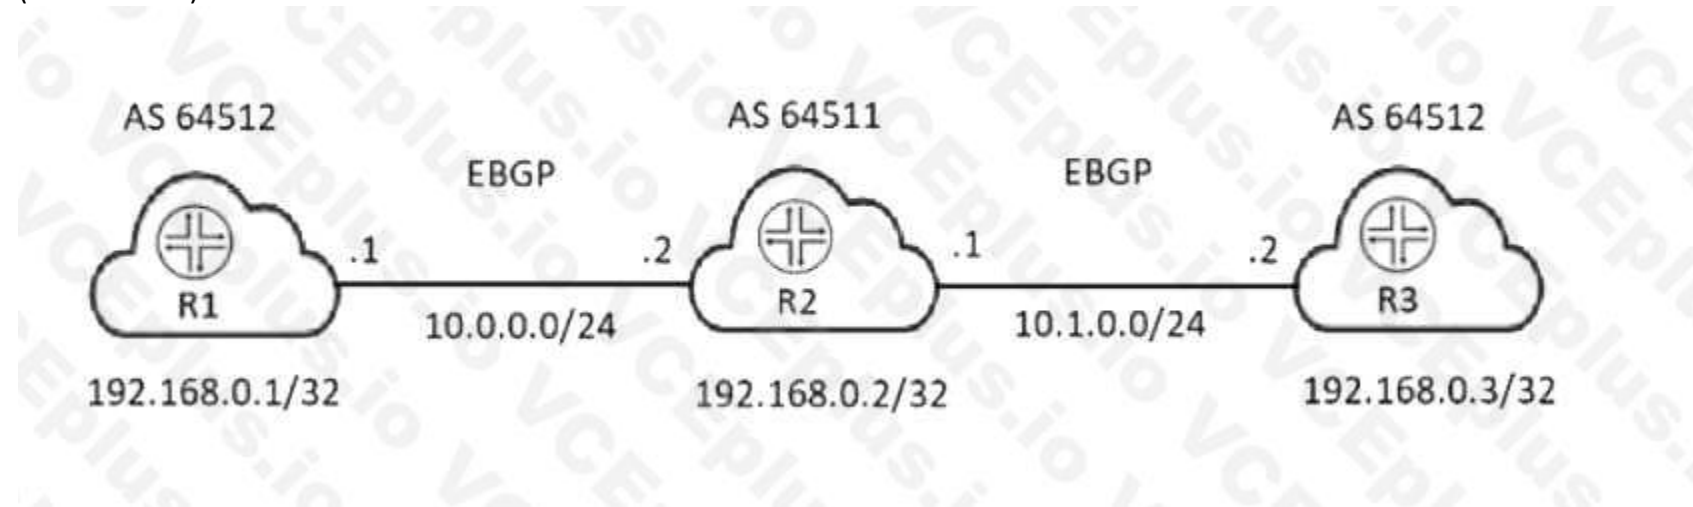 AS 64512
AS 64511
AS 64512
EBGP
EBGP
.1
.2
.1
.2
R1
R2
R3
10.0.0.0/24
10.1.0.0/24
192.168.0.1/32
192.168.0.2/32
192.168.0.3/32
VCEplus.io